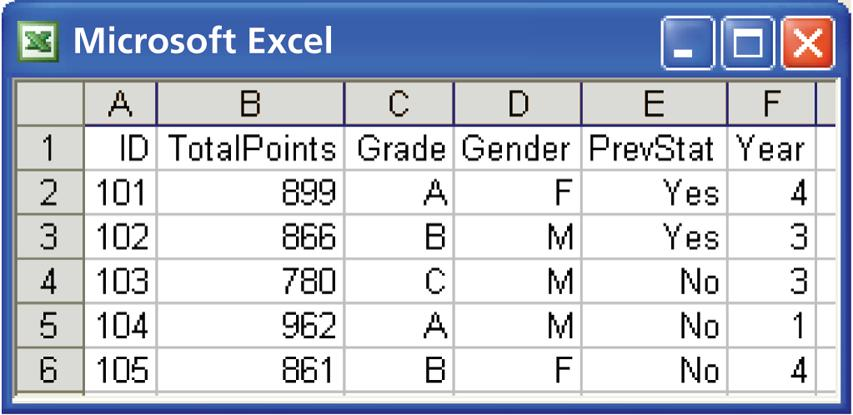 Microsoft Excel
A B C D E F
1 ID TotalPoints Grade Gender PrevStat Year
2 101 899 A F Yes 4
3 102 866 B M Yes 3
4 103 780 C M No 3
5 104 962 A M No 1
6 105 861 B F No 4